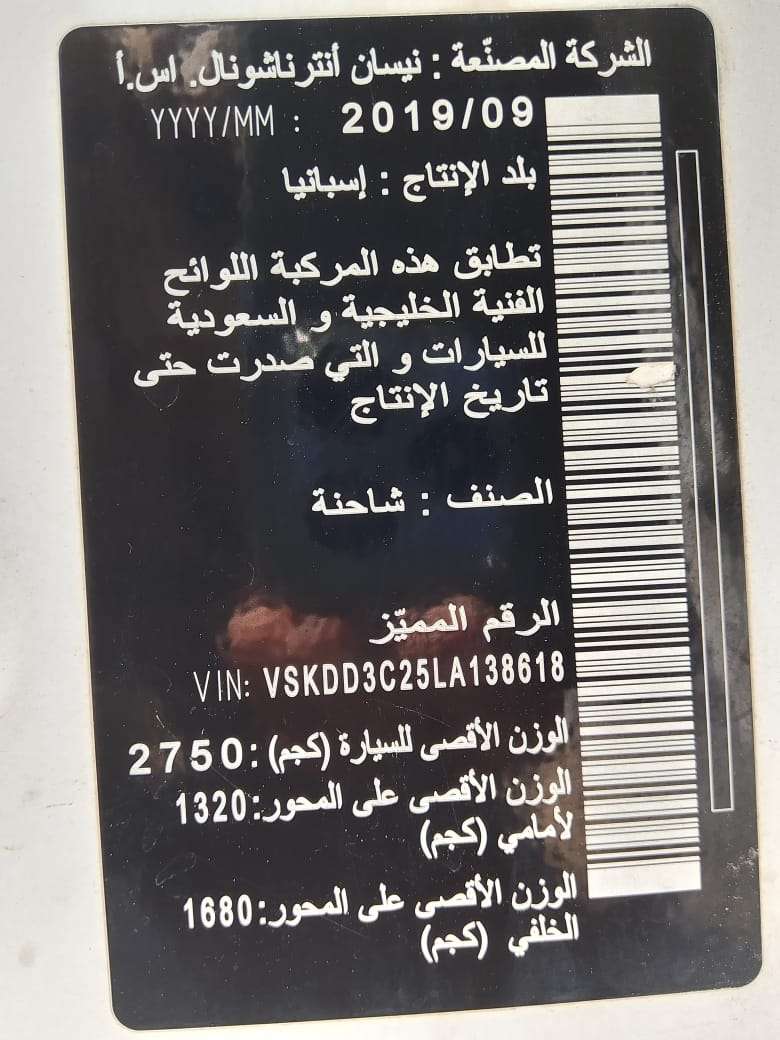 الشركة المصنّعة : نيسان أنترناشونال. اس.أ
YYYY/MM : 2019/09
بلد الإنتاج : إسبانيا
تطابق هذه المركبة اللوائح
الفنية الخليجية و السعودية
للسيارات و التي صدرت حتى
تاريخ الإنتاج
الصنف : شاحنة
الرقم المميّز
VIN: VSKDD3C25LA138618
الوزن الأقصى للسيارة (كجم) :2750
الوزن الأقصى على المحور:1320
لأمامي (كجم)
الوزن الأقصى على المحور:1680
الخلفي (كجم)